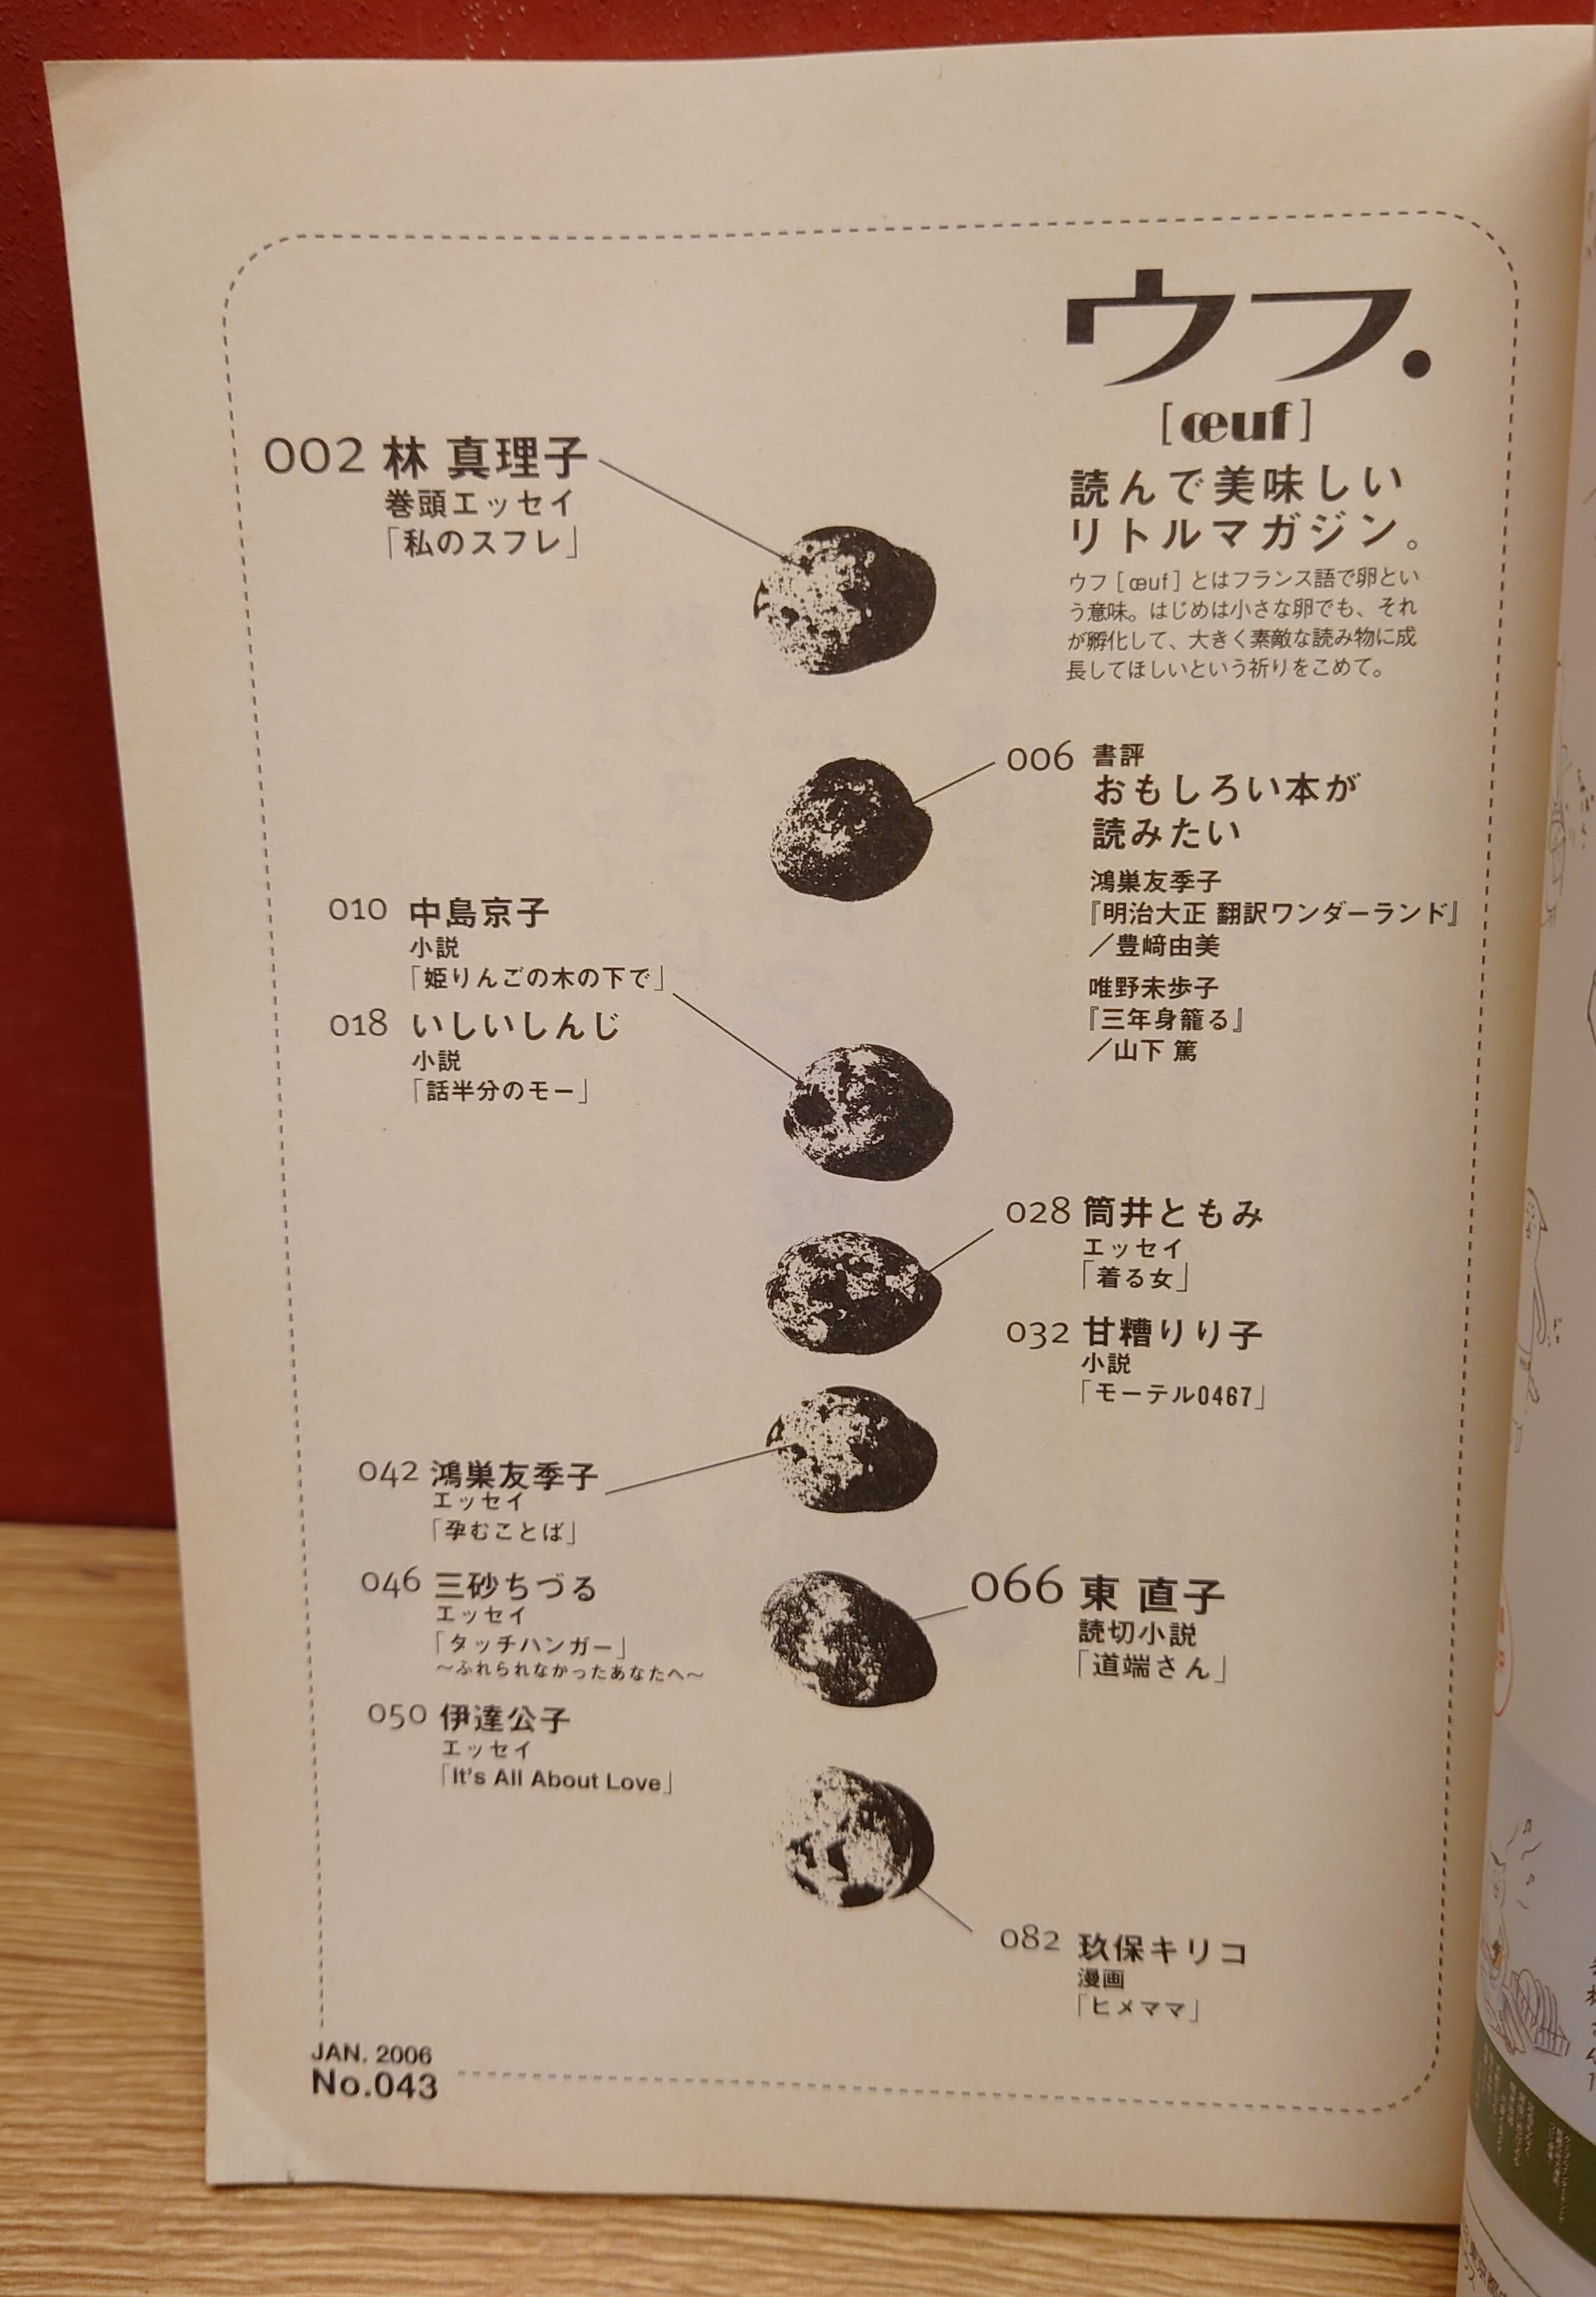 ウフ.
[œuf]
読んで美味しい
リトルマガジン。
ウフ［œuf］とはフランス語で卵とい
う意味。はじめは小さな卵でも、それ
が孵化して、大きく素敵な読み物に成
長してほしいという祈りをこめて。
002 林 真理子
巻頭エッセイ
「私のスフレ」
006 書評
おもしろい本が
読みたい
鴻巣友季子
『明治大正 翻訳ワンダーランド』
／豊﨑由美
唯野未歩子
『三年身籠る』
／山下 篤
010 中島京子
小説
「姫りんごの木の下で」
018 いしいしんじ
小説
「話半分のモー」
028 筒井ともみ
エッセイ
「着る女」
032 甘糟りり子
小説
「モーテル0467」
042 鴻巣友季子
エッセイ
「孕むことば」
046 三砂ちづる
エッセイ
「タッチハンガー」
～ふれられなかったあなたへ～
050 伊達公子
エッセイ
「It's All About Love」
066 東 直子
読切小説
「道端さん」
082 玖保キリコ
漫画
「ヒメママ」
JAN. 2006
No.043